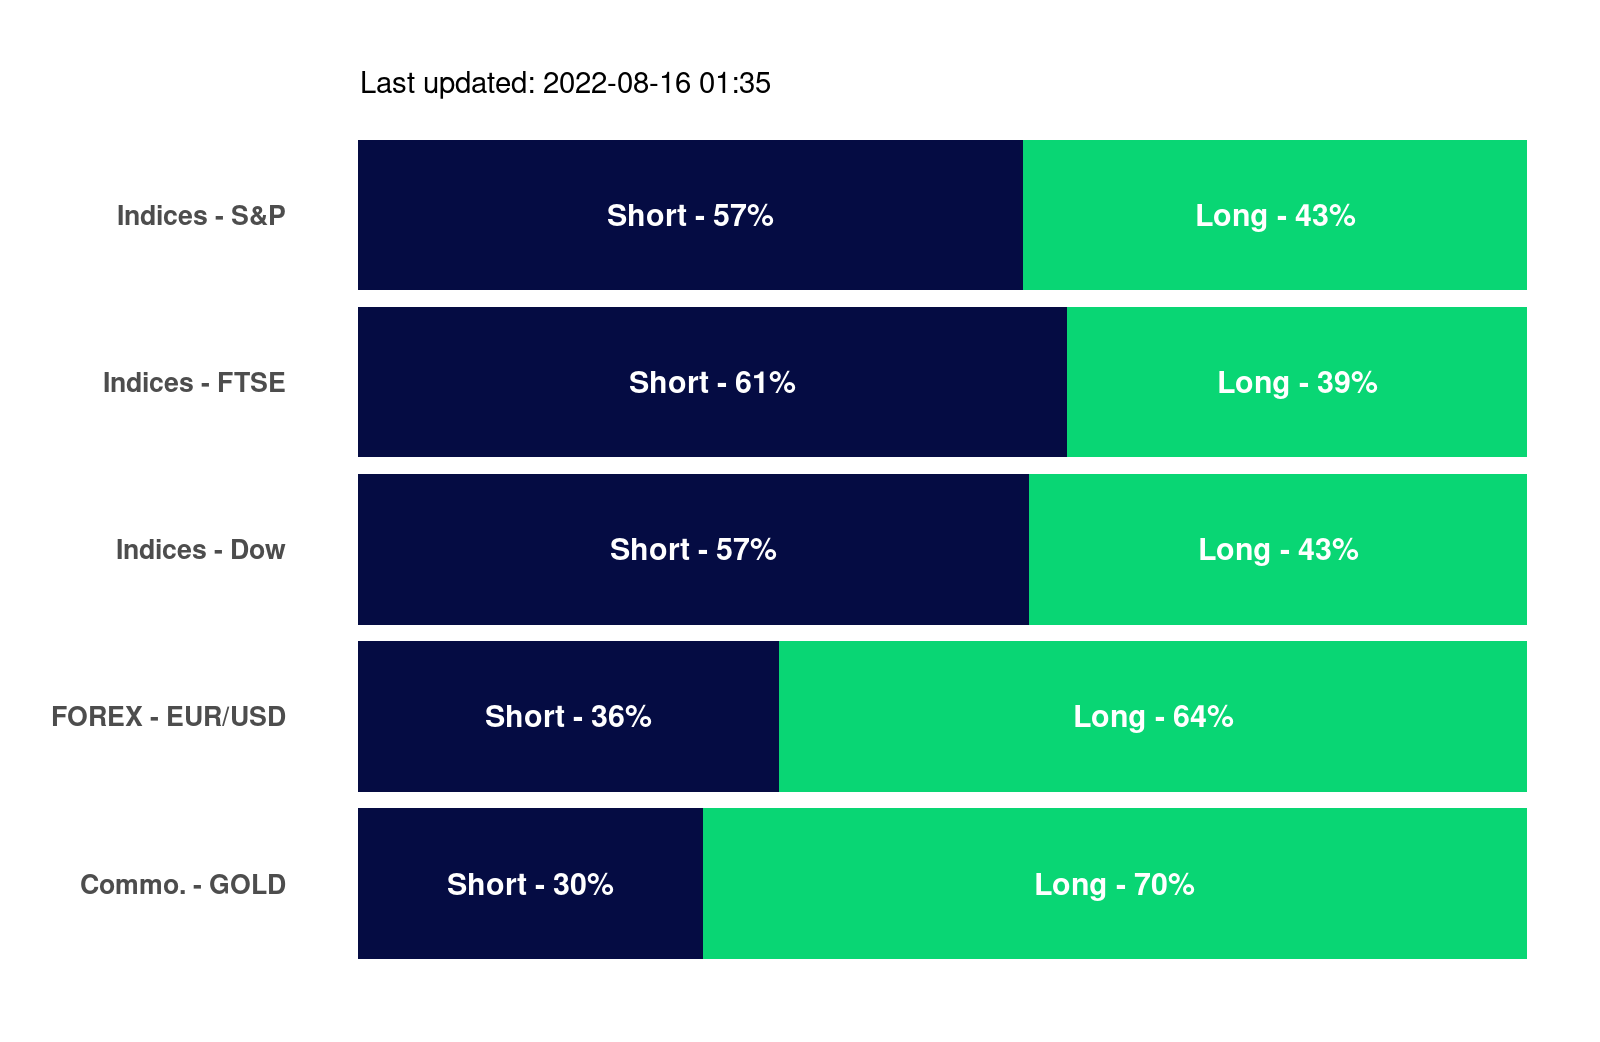 Last updated: 2022-08-16 01:35
Indices - S&P Short - 57% Long - 43%
Indices - FTSE Short - 61% Long - 39%
Indices - Dow Short - 57% Long - 43%
FOREX - EUR/USD Short - 36% Long - 64%
Commo. - GOLD Short - 30% Long - 70%